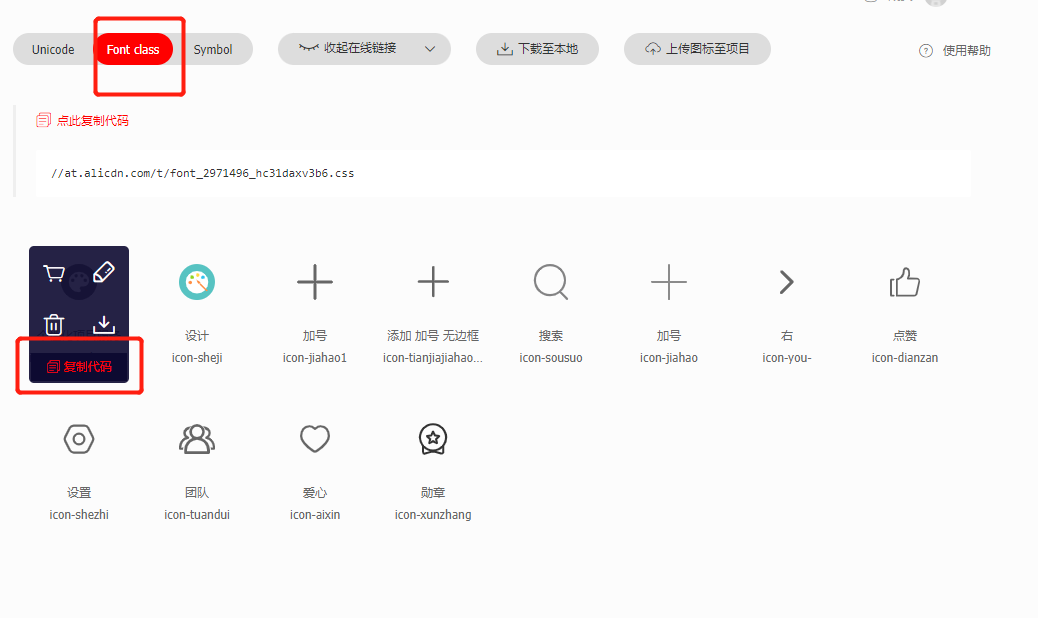 Unicode
Font class
Symbol
收起在线链接
下载至本地
上传图标至项目
使用帮助
点此复制代码
//at.alicdn.com/t/font_2971496_hc31daxv3b6.css
复制代码
设计
icon-sheji
加号
icon-jiahao1
添加 加号 无边框
icon-tianjiajiahao...
搜索
icon-sousuo
加号
icon-jiahao
右
icon-you-
点赞
icon-dianzan
设置
icon-shezhi
团队
icon-tuandui
爱心
icon-aixin
勋章
icon-xunzhang